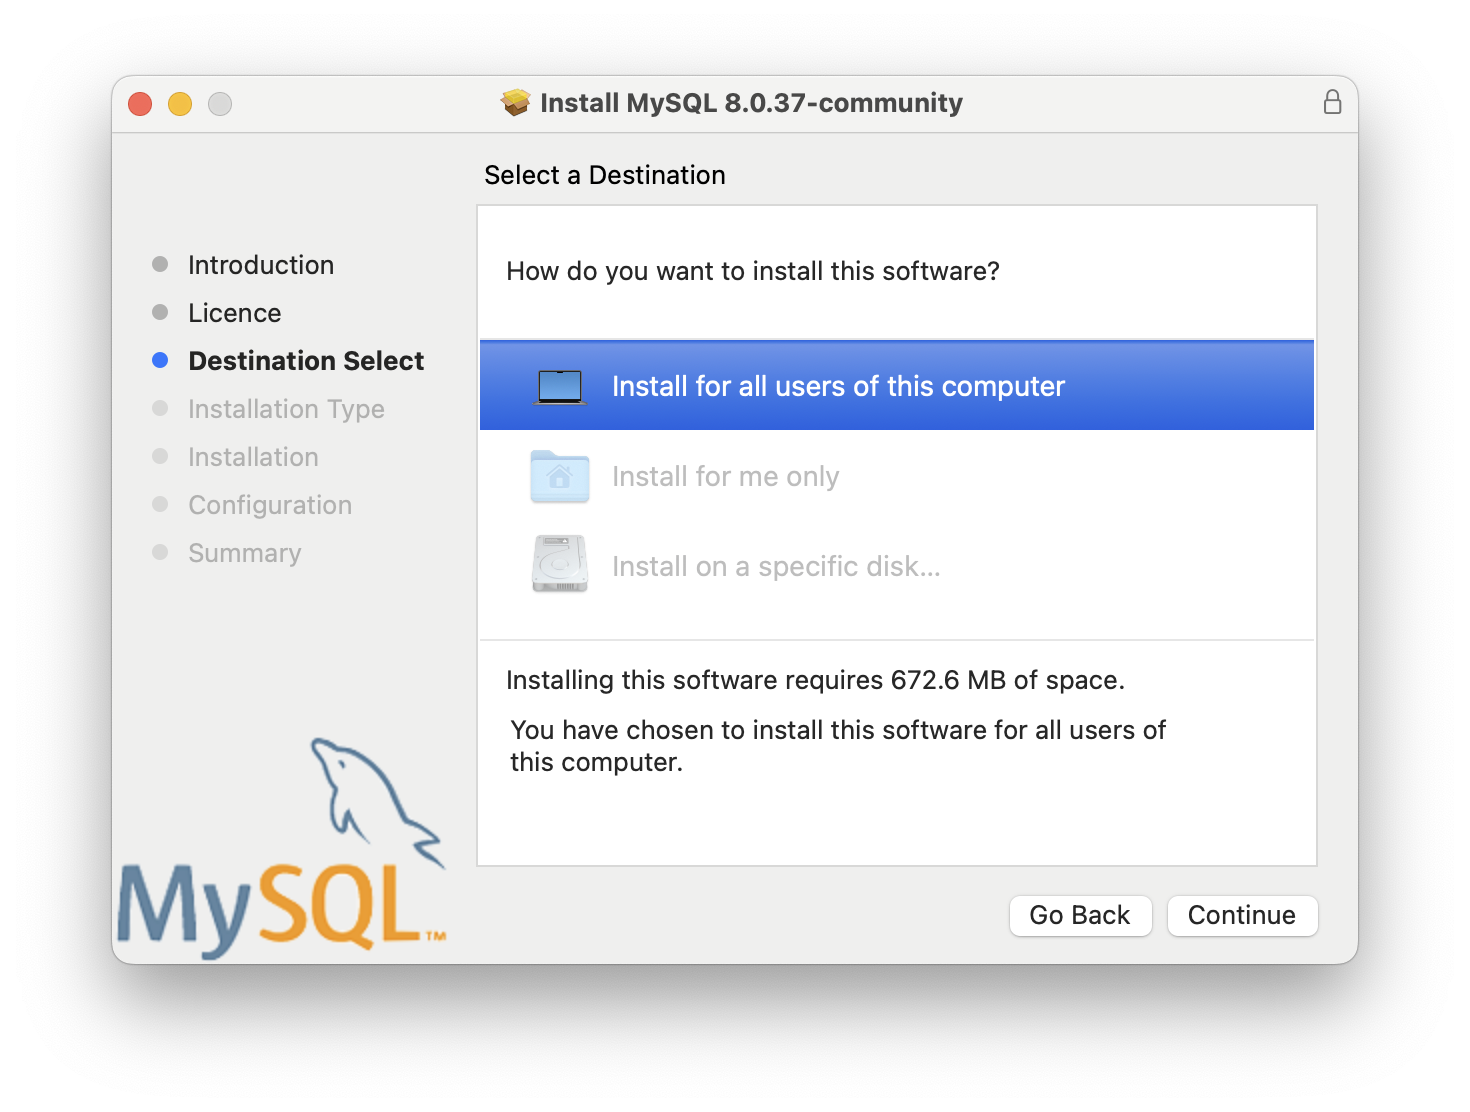 Install MySQL 8.0.37-community
Select a Destination
Introduction
Licence
Destination Select
Installation Type
Installation
Configuration
Summary
How do you want to install this software?
Install for all users of this computer
Install for me only
Install on a specific disk...
Installing this software requires 672.6 MB of space.
You have chosen to install this software for all users of
this computer.
MySQL™
Go Back
Continue